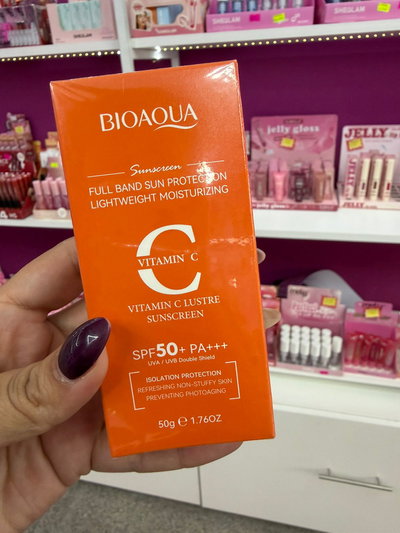 SHEGLAM
SHEGLAM
SHEGLAM
BIOAQUA
Sunscreen
FULL BAND SUN PROTECTION
LIGHTWEIGHT MOISTURIZING
C
VITAMIN C
VITAMIN C LUSTRE
SUNSCREEN
SPF50+ PA+++
UVA / UVB Double Shield
ISOLATION PROTECTION
REFRESHING NON-STUFFY SKIN
PREVENTING PHOTOAGING
50g ℮ 1.76OZ
jelly gloss
JELLY